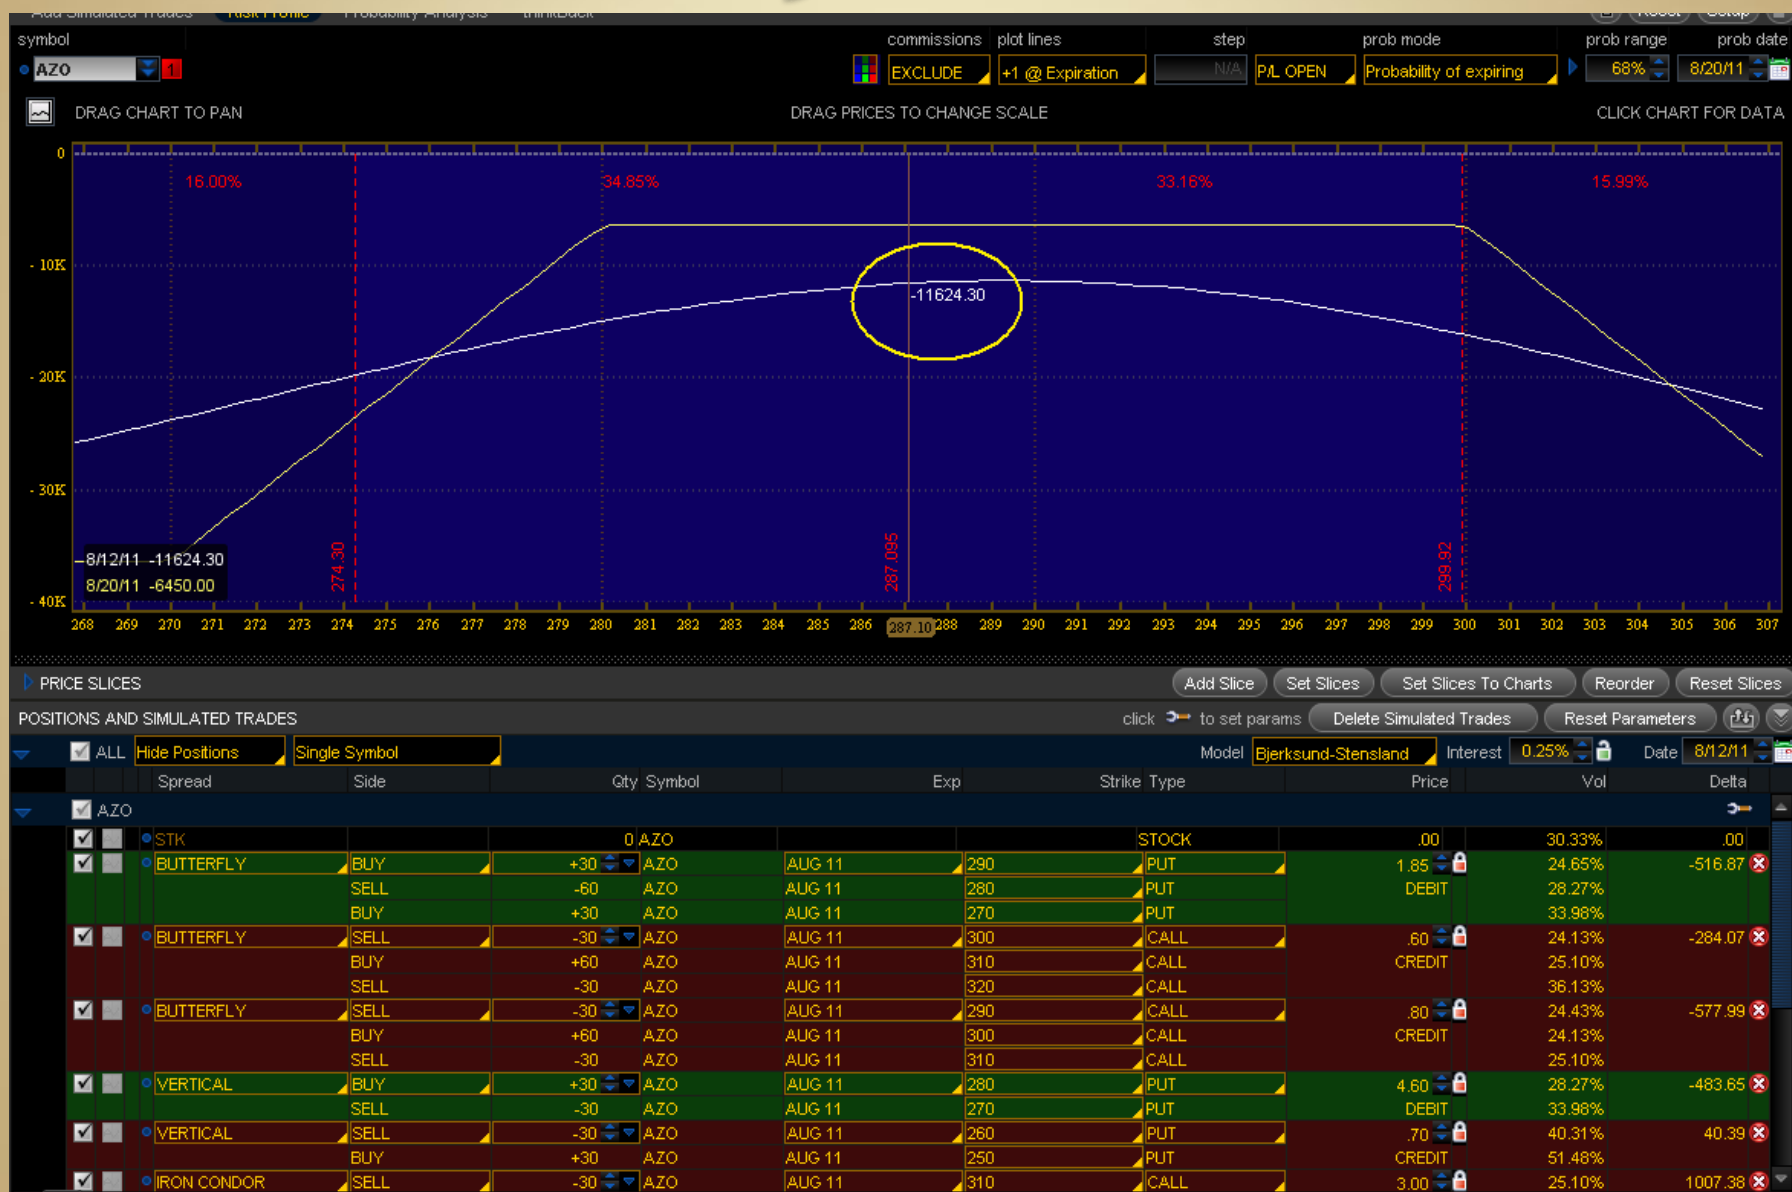 Add Simulated Trades Risk Profile Probability Analysis thinkBack Reset Setup
symbol commissions plot lines step prob mode prob range prob date
AZO 1 EXCLUDE +1 @ Expiration N/A P/L OPEN Probability of expiring 68% 8/20/11
DRAG CHART TO PAN DRAG PRICES TO CHANGE SCALE CLICK CHART FOR DATA
0
16.00% 34.85% 33.16% 15.99%
- 10K
-11624.30
- 20K
- 30K
274.30 287.095 299.92
8/12/11 -11624.30
8/20/11 -6450.00
- 40K
268 269 270 271 272 273 274 275 276 277 278 279 280 281 282 283 284 285 286 287.10 288 289 290 291 292 293 294 295 296 297 298 299 300 301 302 303 304 305 306 307
PRICE SLICES Add Slice Set Slices Set Slices To Charts Reorder Reset Slices
POSITIONS AND SIMULATED TRADES click to set params Delete Simulated Trades Reset Parameters
ALL Hide Positions Single Symbol Model Bjerksund-Stensland Interest 0.25% Date 8/12/11
Spread Side Qty Symbol Exp Strike Type Price Vol Delta
AZO
STK 0 AZO STOCK .00 30.33% .00
BUTTERFLY BUY +30 AZO AUG 11 290 PUT 1.85 24.65% -516.87
SELL -60 AZO AUG 11 280 PUT DEBIT 28.27%
BUY +30 AZO AUG 11 270 PUT 33.98%
BUTTERFLY SELL -30 AZO AUG 11 300 CALL .60 24.13% -284.07
BUY +60 AZO AUG 11 310 CALL CREDIT 25.10%
SELL -30 AZO AUG 11 320 CALL 36.13%
BUTTERFLY SELL -30 AZO AUG 11 290 CALL .80 24.43% -577.99
BUY +60 AZO AUG 11 300 CALL CREDIT 24.13%
SELL -30 AZO AUG 11 310 CALL 25.10%
VERTICAL BUY +30 AZO AUG 11 280 PUT 4.60 28.27% -483.65
SELL -30 AZO AUG 11 270 PUT DEBIT 33.98%
VERTICAL SELL -30 AZO AUG 11 260 PUT .70 40.31% 40.39
BUY +30 AZO AUG 11 250 PUT CREDIT 51.48%
IRON CONDOR SELL -30 AZO AUG 11 310 CALL 3.00 25.10% 1007.38